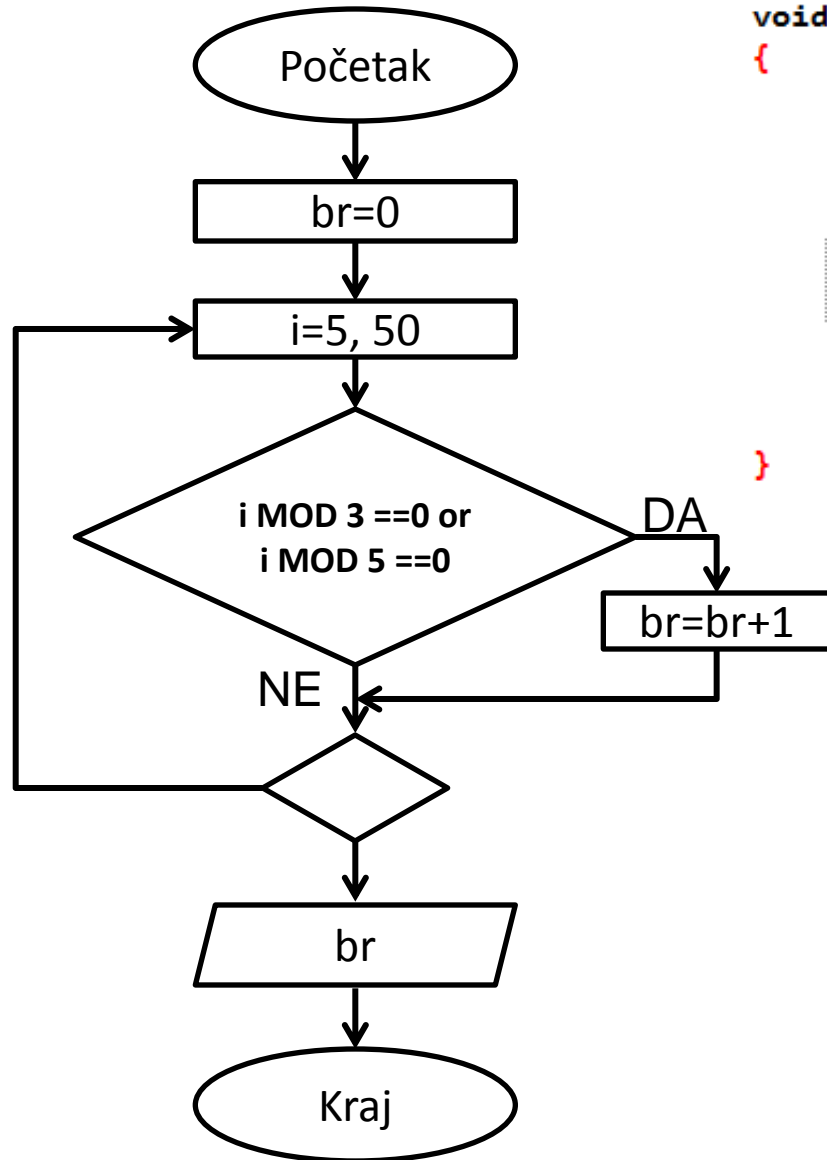 void
{
Početak
br=0
i=5, 50
i MOD 3 ==0 or
i MOD 5 ==0
}
DA
br=br+1
NE
br
Kraj